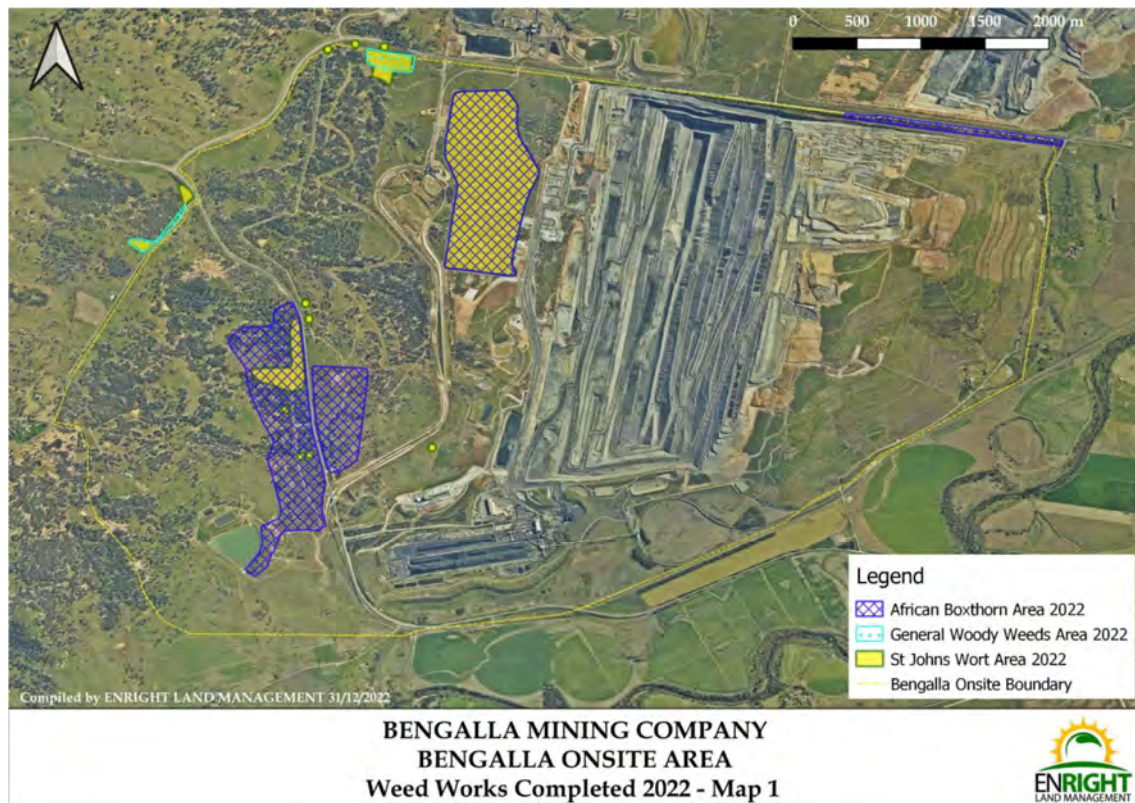 0 500 1000 1500 2000 m
Legend
African Boxthorn Area 2022
General Woody Weeds Area 2022
St Johns Wort Area 2022
Bengalla Onsite Boundary
Compiled by ENRIGHT LAND MANAGEMENT 31/12/2022
BENGALLA MINING COMPANY
BENGALLA ONSITE AREA
Weed Works Completed 2022 - Map 1
ENRIGHT
LAND MANAGEMENT